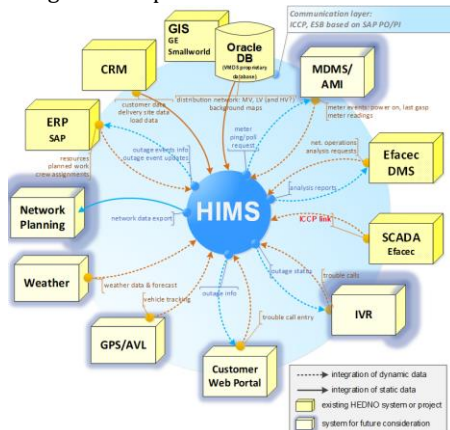 Communication layer:
ICCP, ESB based on SAP PO/PI
GIS
GE
Smallworld
Oracle
DB
(VMDS proprietary
database)
CRM
MDMS/
AMI
customer data
delivery site data
load data
distribution network: MV, LV (and HV?)
background maps
meter events: power on, last gasp
meter readings
ERP
SAP
meter
ping/poll
request
outage events info
outage event updates
net. operations
analysis requests
Efacec
DMS
resources
planned work
crew assignments
analysis reports
HIMS
Network
Planning
network data export
ICCP link
SCADA
Efacec
outage status
trouble calls
Weather
weather data & forecast
vehicle tracking
outage info
trouble call entry
IVR
GPS/AVL
Customer
Web Portal
integration of dynamic data
integration of static data
existing HEDNO system or project
system for future consideration